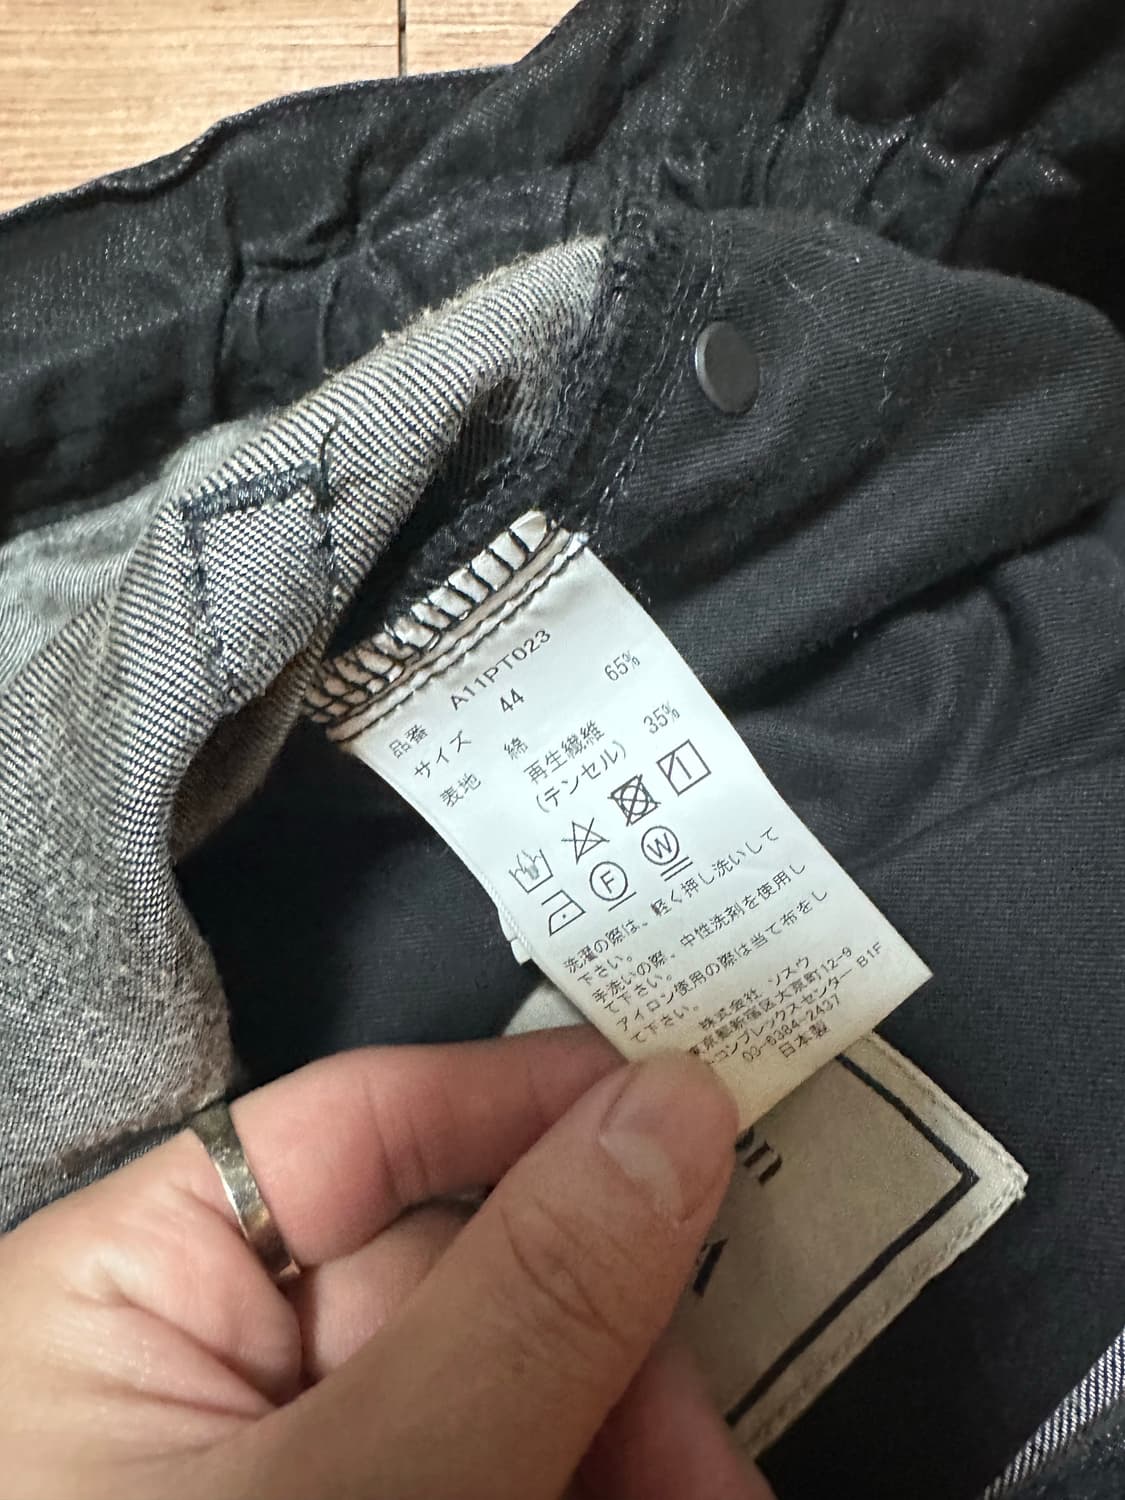 品番 A11PT023
サイズ 44
表地 綿 65%
再生繊維 35%
(テンセル)
1
F W
洗濯の際は、軽く押し洗いして
下さい。
手洗いの際、中性洗剤を使用し
て下さい。
アイロン使用の際は当て布をし
て下さい。
株式会社 ソスウ
東京都新宿区大京町12-9
コンプレックスセンター B1F
03-6384-2437
日本製
on
A